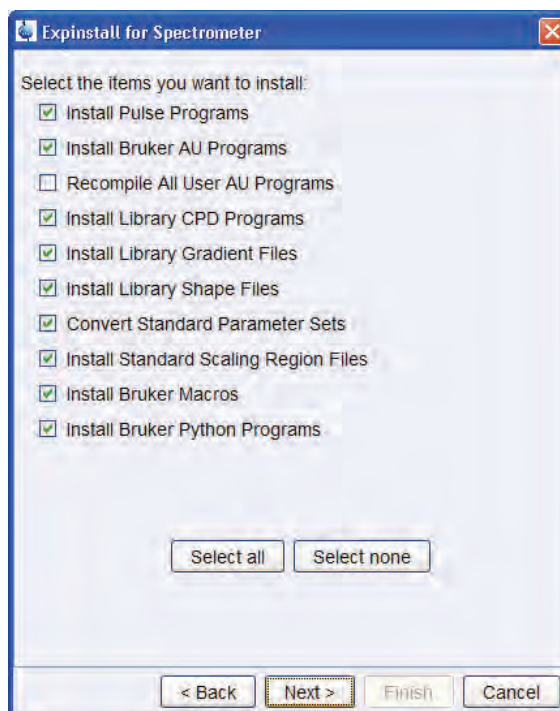 Expinstall for Spectrometer
Select the items you want to install:
Install Pulse Programs
Install Bruker AU Programs
Recompile All User AU Programs
Install Library CPD Programs
Install Library Gradient Files
Install Library Shape Files
Convert Standard Parameter Sets
Install Standard Scaling Region Files
Install Bruker Macros
Install Bruker Python Programs
Select all Select none
< Back Next > Finish Cancel